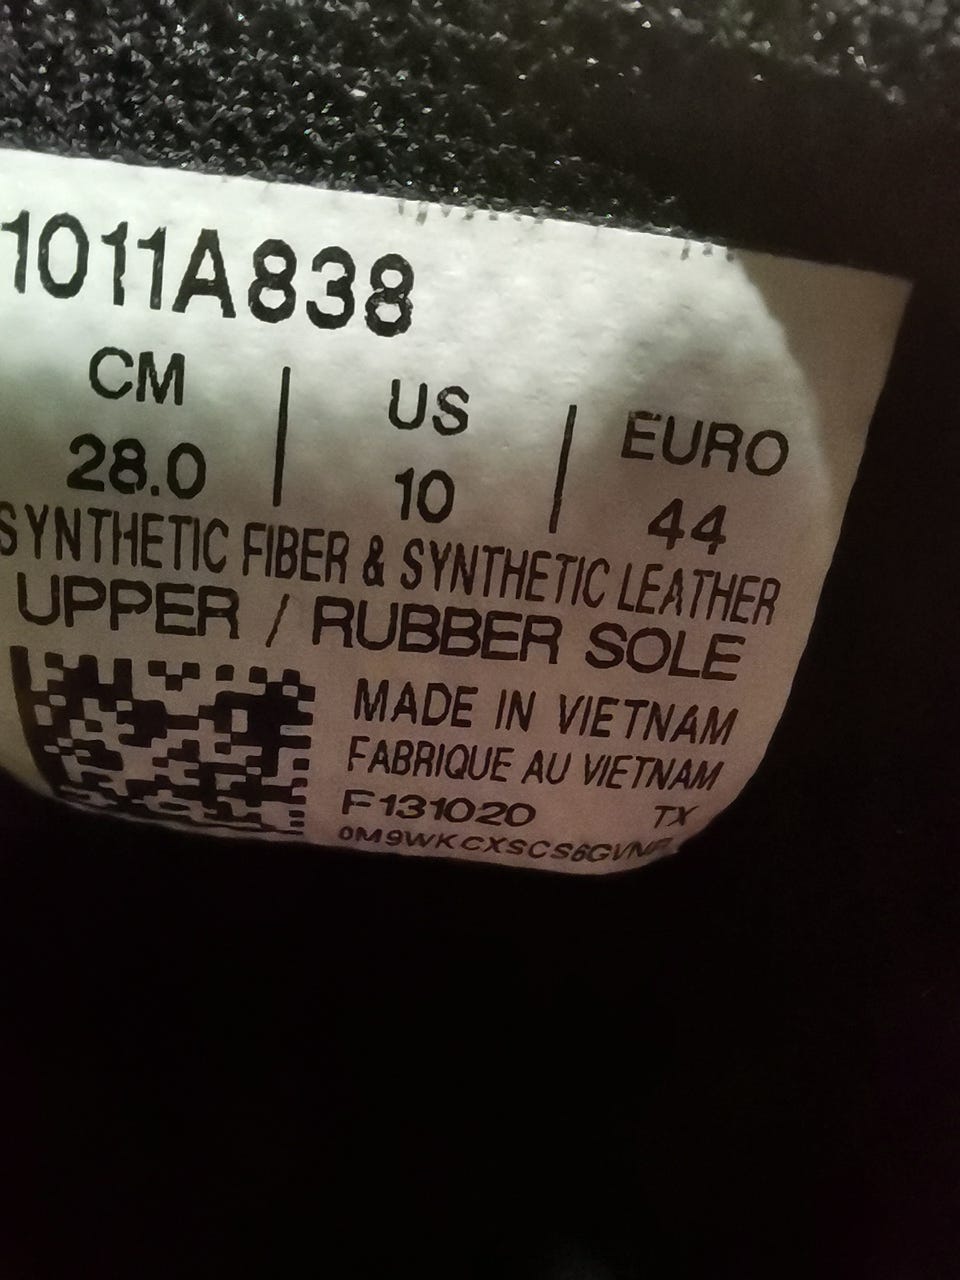 1011A838
CM | US | EURO
28.0 | 10 | 44
SYNTHETIC FIBER & SYNTHETIC LEATHER
UPPER / RUBBER SOLE
MADE IN VIETNAM
FABRIQUE AU VIETNAM
F131020 TX